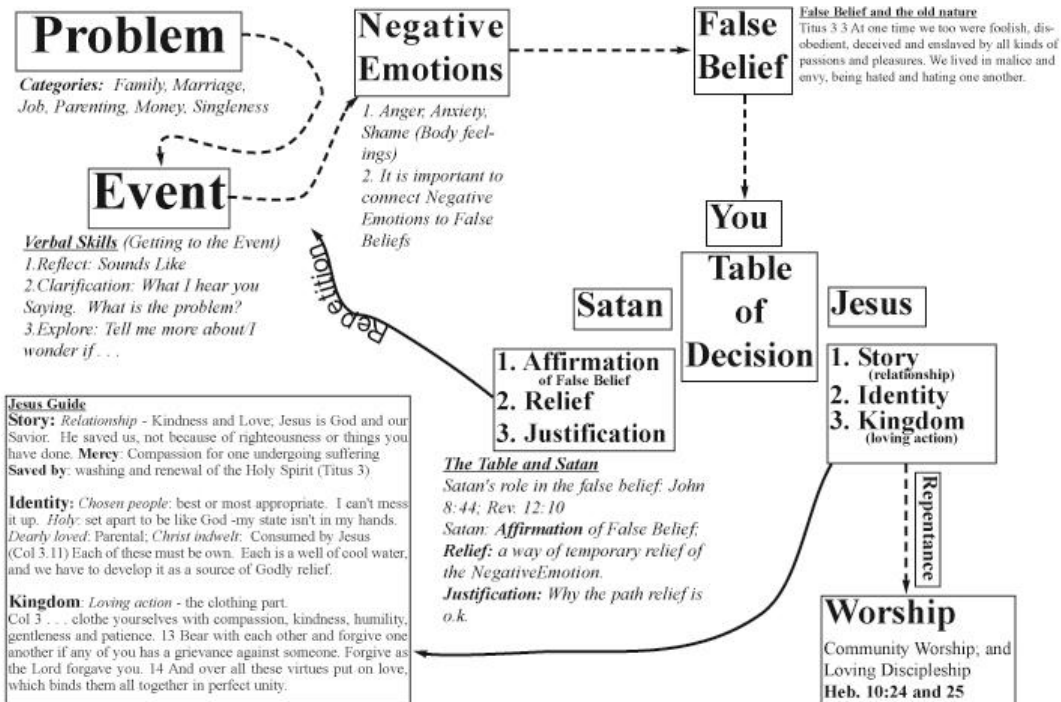 Problem
Categories: Family, Marriage,
Job, Parenting, Money, Singleness
Event
Verbal Skills (Getting to the Event)
1.Reflect: Sounds Like
2.Clarification: What I hear you
Saying. What is the problem?
3.Explore: Tell me more about/I
wonder if . . .
Negative
Emotions
1. Anger, Anxiety,
Shame (Body feel-
ings)
2. It is important to
connect Negative
Emotions to False
Beliefs
False
Belief
False Belief and the old nature
Titus 3 3 At one time we too were foolish, dis-
obedient, deceived and enslaved by all kinds of
passions and pleasures. We lived in malice and
envy, being hated and hating one another.
You
Table
of
Decision
Satan
1. Affirmation
of False Belief
2. Relief
3. Justification
Repetition
The Table and Satan
Satan's role in the false belief: John
8:44; Rev. 12:10
Satan: Affirmation of False Belief;
Relief: a way of temporary relief of
the NegativeEmotion.
Justification: Why the path relief is
o.k.
Jesus
1. Story
(relationship)
2. Identity
3. Kingdom
(loving action)
Repentance
Worship
Community Worship; and
Loving Discipleship
Heb. 10:24 and 25
Jesus Guide
Story: Relationship - Kindness and Love; Jesus is God and our
Savior. He saved us, not because of righteousness or things you
have done. Mercy: Compassion for one undergoing suffering
Saved by: washing and renewal of the Holy Spirit (Titus 3)
Identity: Chosen people: best or most appropriate. I can't mess
it up. Holy: set apart to be like God -my state isn't in my hands.
Dearly loved: Parental; Christ indwelt: Consumed by Jesus
(Col 3.11) Each of these must be own. Each is a well of cool water,
and we have to develop it as a source of Godly relief.
Kingdom: Loving action - the clothing part.
Col 3 . . . clothe yourselves with compassion, kindness, humility,
gentleness and patience. 13 Bear with each other and forgive one
another if any of you has a grievance against someone. Forgive as
the Lord forgave you. 14 And over all these virtues put on love,
which binds them all together in perfect unity.